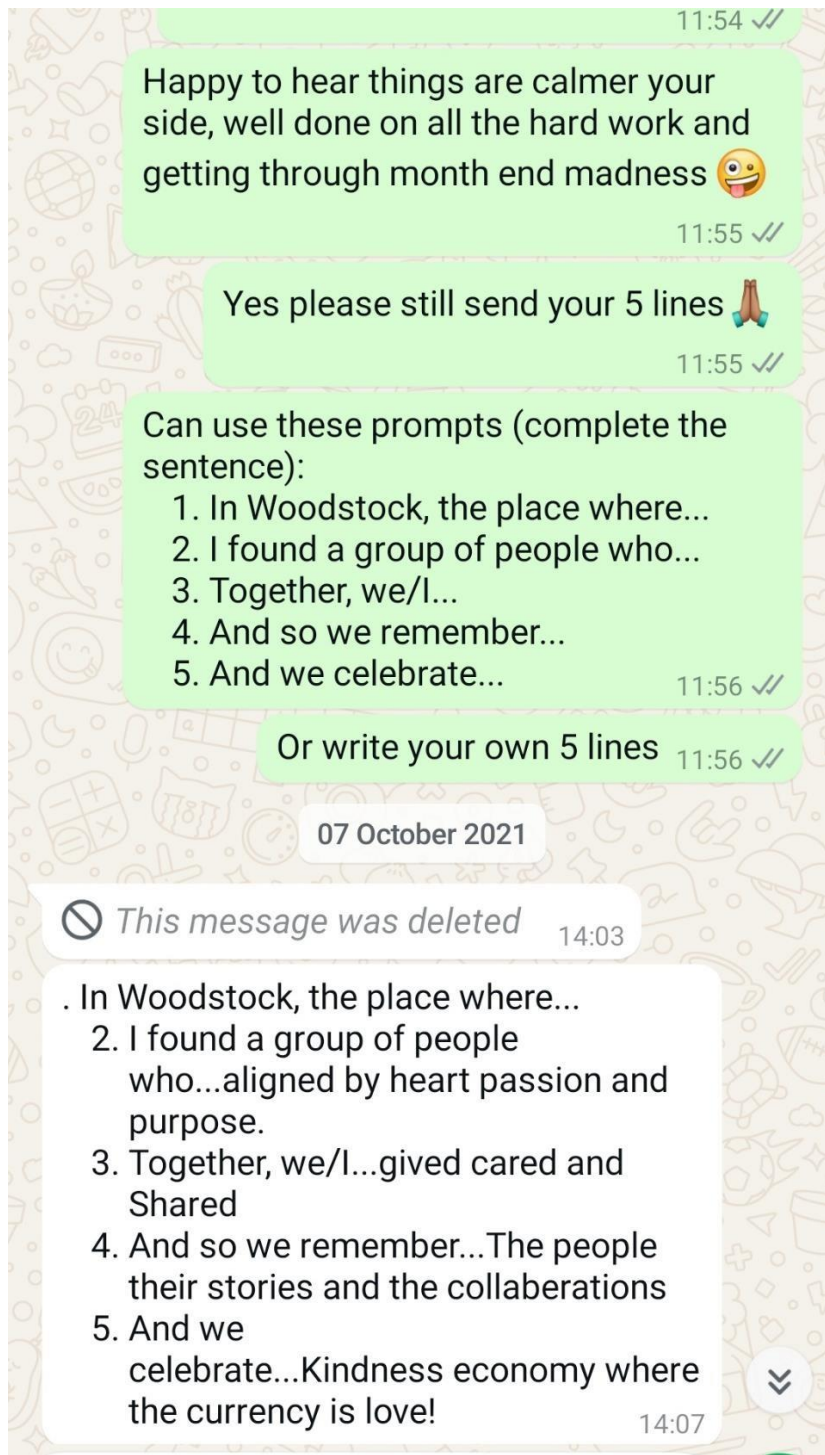 11:54
Happy to hear things are calmer your
side, well done on all the hard work and
getting through month end madness 🤪
11:55
Yes please still send your 5 lines 🙏🏽
11:55
Can use these prompts (complete the
sentence):
1. In Woodstock, the place where...
2. I found a group of people who...
3. Together, we/I...
4. And so we remember...
5. And we celebrate...
11:56
Or write your own 5 lines 11:56
07 October 2021
This message was deleted 14:03
. In Woodstock, the place where...
2. I found a group of people
who...aligned by heart passion and
purpose.
3. Together, we/I...gived cared and
Shared
4. And so we remember...The people
their stories and the collaberations
5. And we
celebrate...Kindness economy where
the currency is love!
14:07